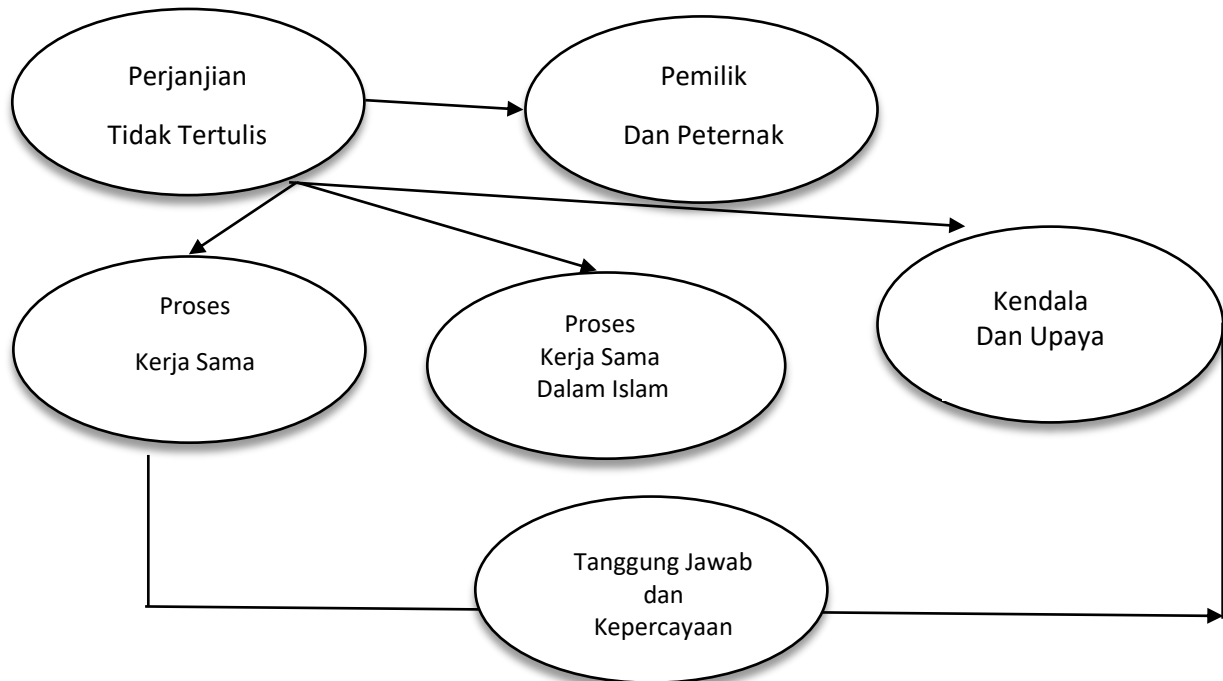 Perjanjian
Tidak Tertulis
Pemilik
Dan Peternak
Proses
Kerja Sama
Proses
Kerja Sama
Dalam Islam
Kendala
Dan Upaya
Tanggung Jawab
dan
Kepercayaan